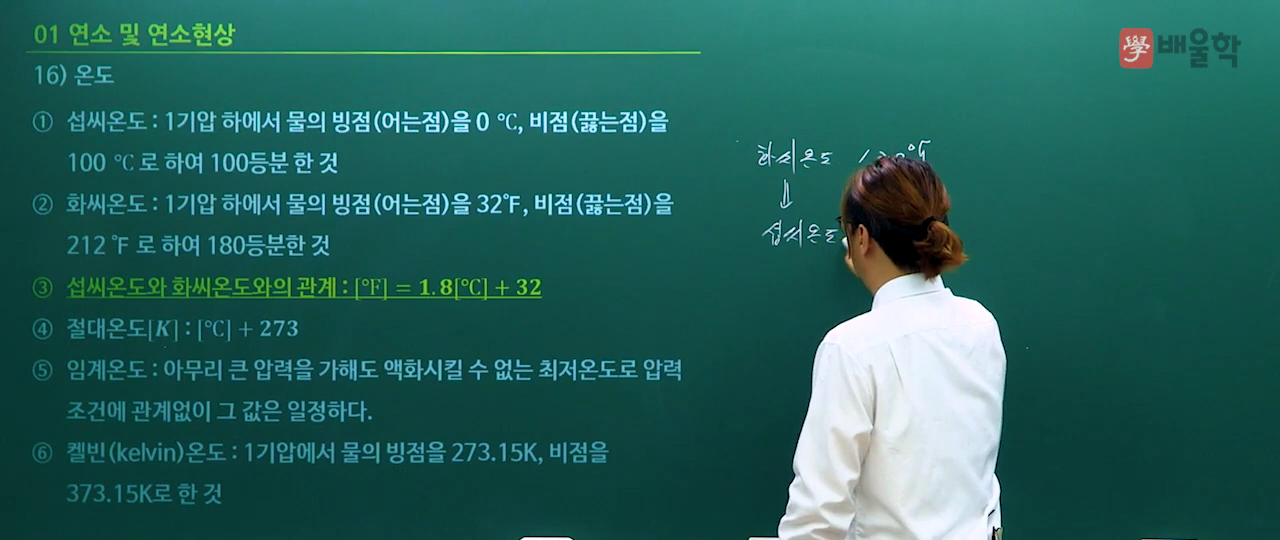 01 연소 및 연소현상
學 배울학
16) 온도
① 섭씨온도 : 1기압 하에서 물의 빙점(어는점)을 0 ℃, 비점(끓는점)을
100 ℃ 로 하여 100등분 한 것
② 화씨온도 : 1기압 하에서 물의 빙점(어는점)을 32℉, 비점(끓는점)을
212 ℉ 로 하여 180등분한 것
③ 섭씨온도와 화씨온도와의 관계 : [℉] = 1.8[℃] + 32
④ 절대온도[K] : [℃] + 273
⑤ 임계온도 : 아무리 큰 압력을 가해도 액화시킬 수 없는 최저온도로 압력
조건에 관계없이 그 값은 일정하다.
⑥ 켈빈(kelvin)온도 : 1기압에서 물의 빙점을 273.15K, 비점을
373.15K로 한 것
화씨온도
⇓
섭씨온도